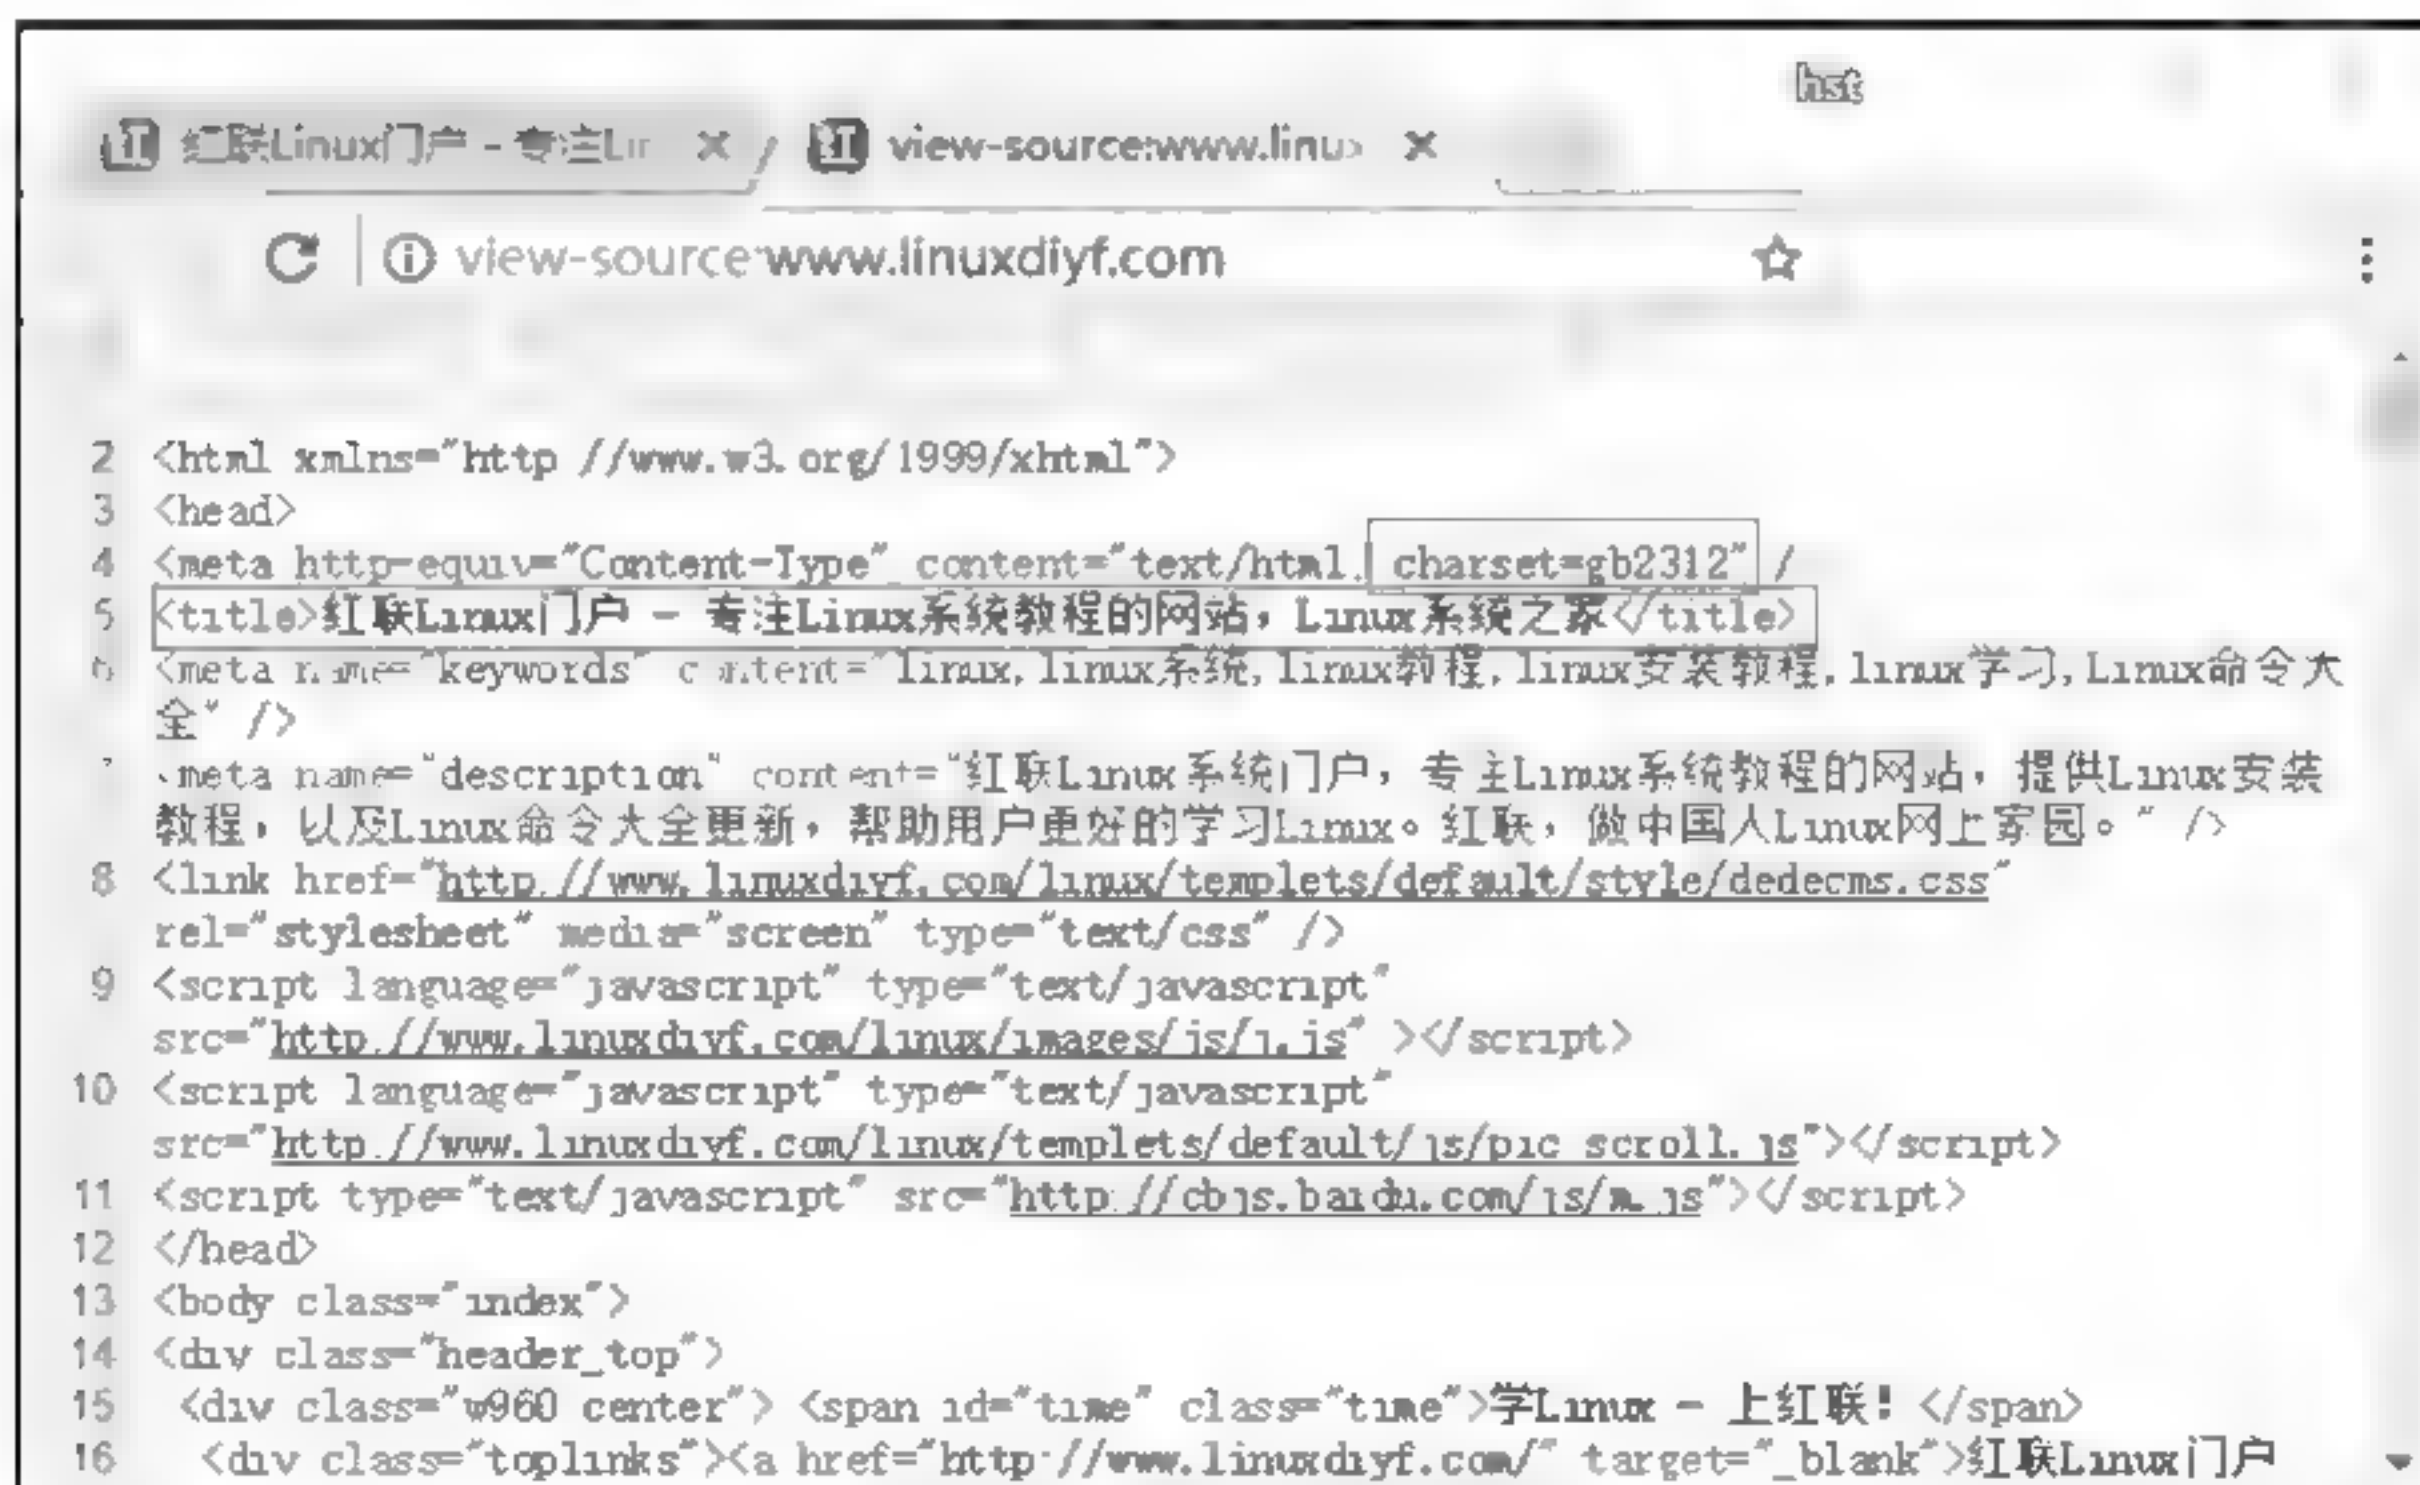 hst
红联Linux门户 - 专注Lin
view-source:www.linux
view-source:www.linuxdiyf.com
2 <html xmlns="http://www.w3.org/1999/xhtml">
3 <head>
4 <meta http-equiv="Content-Type" content="text/html; charset=gb2312" /
5 <title>红联Linux门户 - 专注Linux系统教程的网站，Linux系统之家</title>
6 <meta name="keywords" content="linux,linux系统,linux教程,linux安装教程,linux学习,Linux命令大
全" />
7 <meta name="description" content="红联Linux系统门户，专注Linux系统教程的网站，提供Linux安装
教程，以及Linux命令大全更新，帮助用户更好的学习Linux。红联，做中国人Linux网上家园。" />
8 <link href="http://www.linuxdiyf.com/linux/templets/default/style/dedecms.css"
rel="stylesheet" media="screen" type="text/css" />
9 <script language="javascript" type="text/javascript"
src="http://www.linuxdiyf.com/linux/images/js/j.js" ></script>
10 <script language="javascript" type="text/javascript"
src="http://www.linuxdiyf.com/linux/templets/default/js/pic_scroll.js"></script>
11 <script type="text/javascript" src="http://cbjs.baidu.com/js/m.js"></script>
12 </head>
13 <body class="index">
14 <div class="header_top">
15 <div class="w960 center"> <span id="time" class="time">学Linux - 上红联！</span>
16 <div class="toplinks"><a href="http://www.linuxdiyf.com/" target="_blank">红联Linux门户